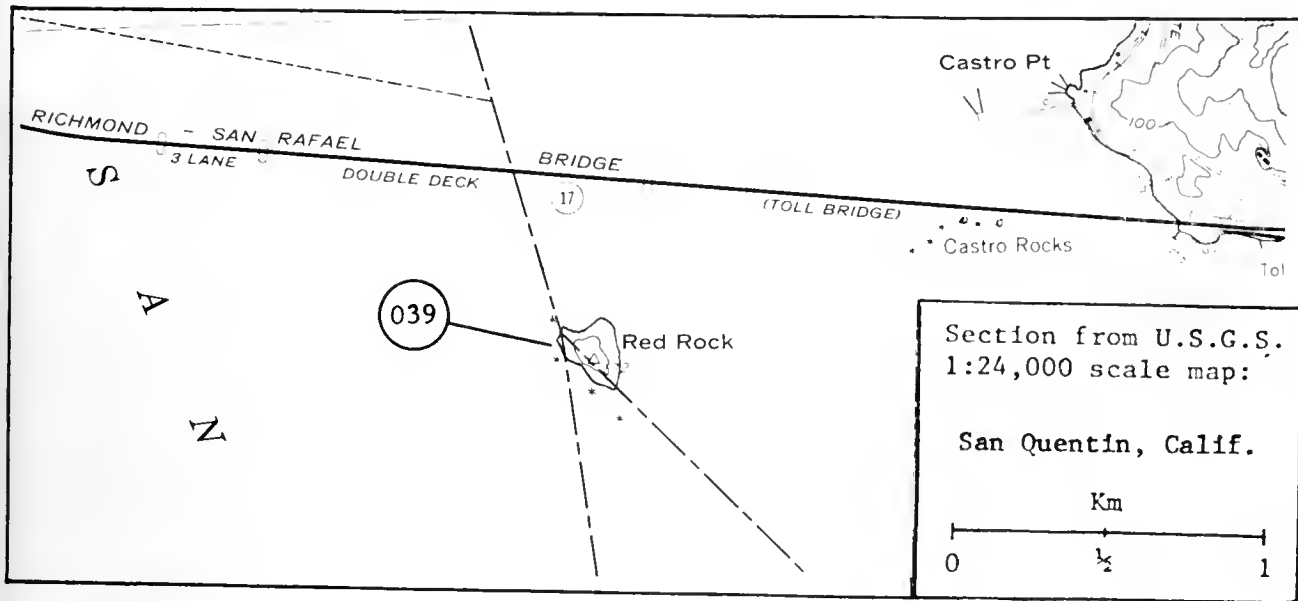 Castro Pt
100
RICHMOND - SAN RAFAEL BRIDGE
3 LANE DOUBLE DECK (TOLL BRIDGE)
17
Castro Rocks
Tol
S
A
N
039
Red Rock
Section from U.S.G.S.
1:24,000 scale map:
San Quentin, Calif.
Km
0 ½ 1